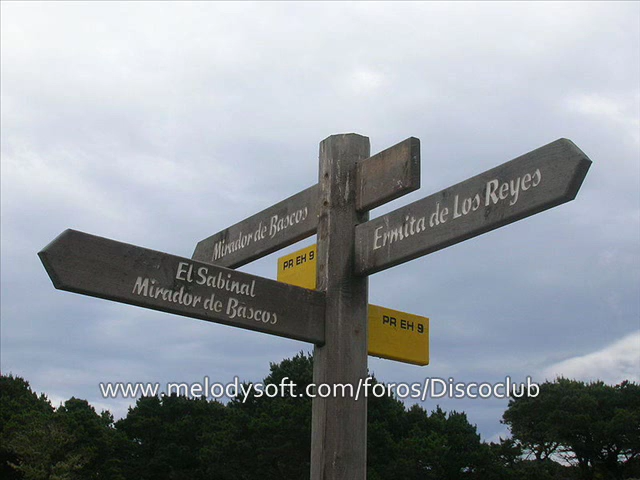 Mirador de Bascos
Ermita de Los Reyes
PR EH 9
El Sabinal
Mirador de Bascos
PR EH 9
www.melodysoft.com/foros/Discoclub